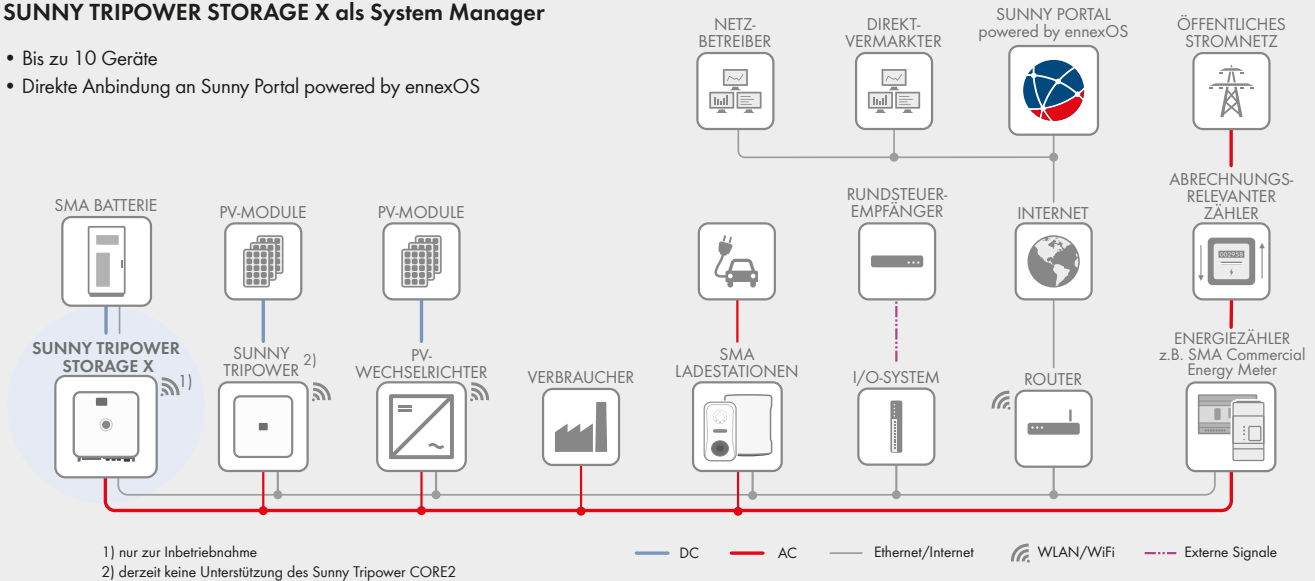 SUNNY TRIPOWER STORAGE X als System Manager
• Bis zu 10 Geräte
• Direkte Anbindung an Sunny Portal powered by ennexOS
NETZ-
BETREIBER
DIREKT-
VERMARKTER
SUNNY PORTAL
powered by ennexOS
ÖFFENTLICHES
STROMNETZ
SMA BATTERIE
PV-MODULE
PV-MODULE
RUNDSTEUER-
EMPFÄNGER
INTERNET
ABRECHNUNGS-
RELEVANTER
ZÄHLER
SUNNY TRIPOWER
STORAGE X
1)
SUNNY
TRIPOWER 2)
PV-
WECHSELRICHTER
VERBRAUCHER
SMA
LADESTATIONEN
I/O-SYSTEM
ROUTER
ENERGIEZÄHLER
z.B. SMA Commercial
Energy Meter
1) nur zur Inbetriebnahme
2) derzeit keine Unterstützung des Sunny Tripower CORE2
DC
AC
Ethernet/Internet
WLAN/WiFi
Externe Signale